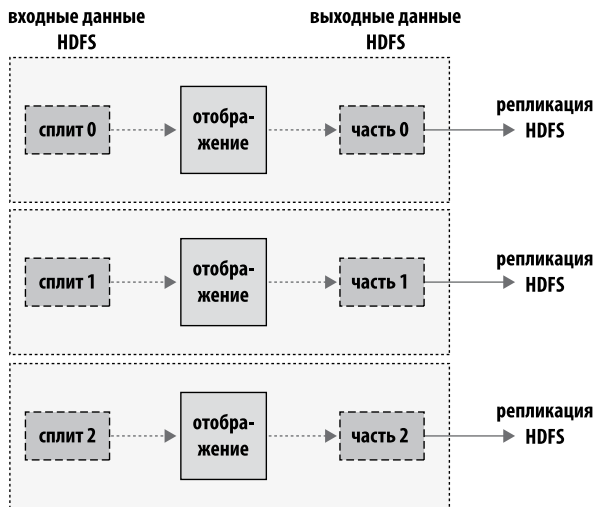 входные данные
HDFS
выходные данные
HDFS
сплит 0
отобра-
жение
часть 0
репликация
HDFS
сплит 1
отобра-
жение
часть 1
репликация
HDFS
сплит 2
отобра-
жение
часть 2
репликация
HDFS